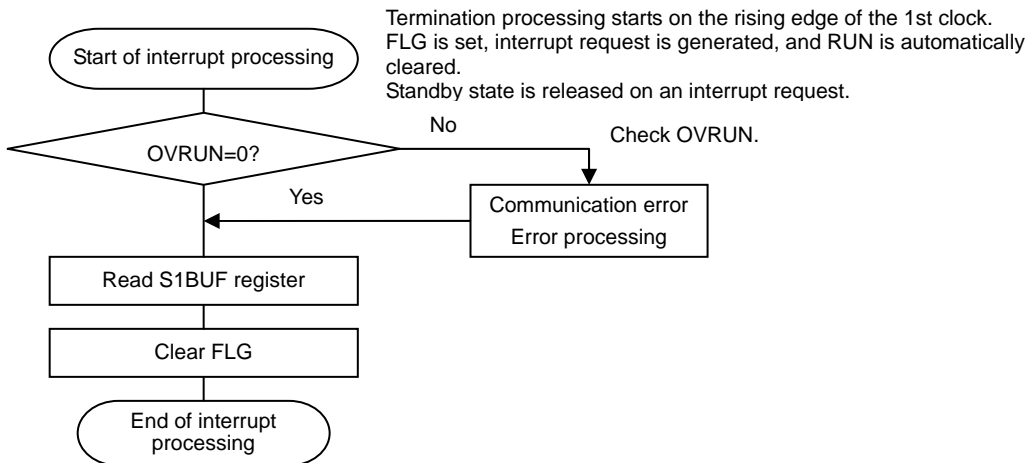 Termination processing starts on the rising edge of the 1st clock.
FLG is set, interrupt request is generated, and RUN is automatically
cleared.
Standby state is released on an interrupt request.
Start of interrupt processing
No
Check OVRUN.
OVRUN=0?
Yes
Communication error
Error processing
Read S1BUF register
Clear FLG
End of interrupt
processing